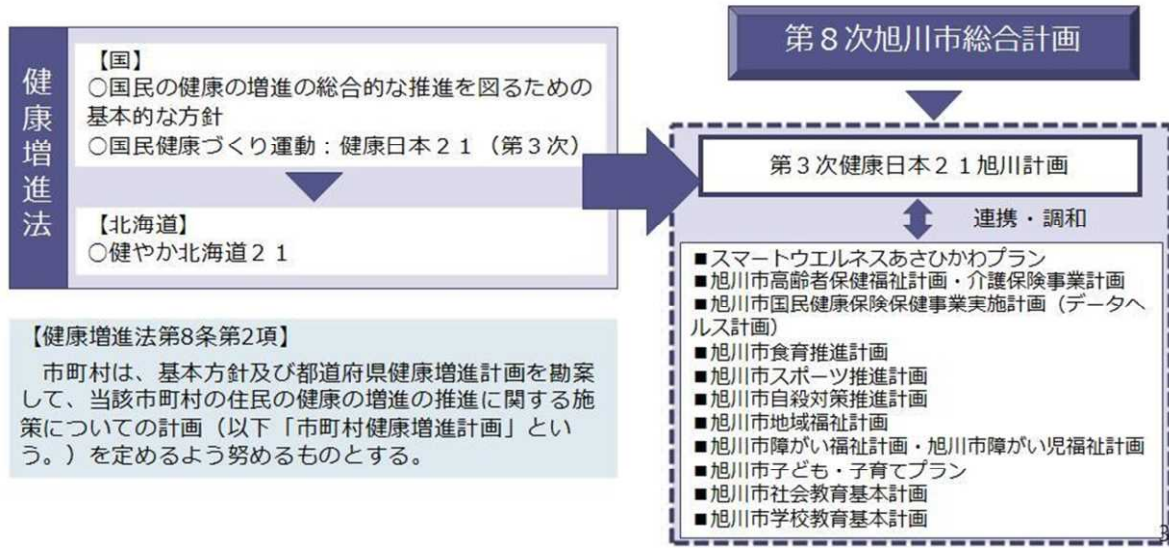 健康増進法
【国】
○国民の健康の増進の総合的な推進を図るための
基本的な方針
○国民健康づくり運動：健康日本２１（第３次）
【北海道】
○健やか北海道２１
【健康増進法第8条第2項】
　市町村は、基本方針及び都道府県健康増進計画を勘案
して、当該市町村の住民の健康の増進の推進に関する施
策についての計画（以下「市町村健康増進計画」とい
う。）を定めるよう努めるものとする。
第８次旭川市総合計画
第３次健康日本２１旭川計画
連携・調和
■スマートウエルネスあさひかわプラン
■旭川市高齢者保健福祉計画・介護保険事業計画
■旭川市国民健康保険保健事業実施計画（データヘ
ルス計画）
■旭川市食育推進計画
■旭川市スポーツ推進計画
■旭川市自殺対策推進計画
■旭川市地域福祉計画
■旭川市障がい福祉計画・旭川市障がい児福祉計画
■旭川市子ども・子育てプラン
■旭川市社会教育基本計画
■旭川市学校教育基本計画
3